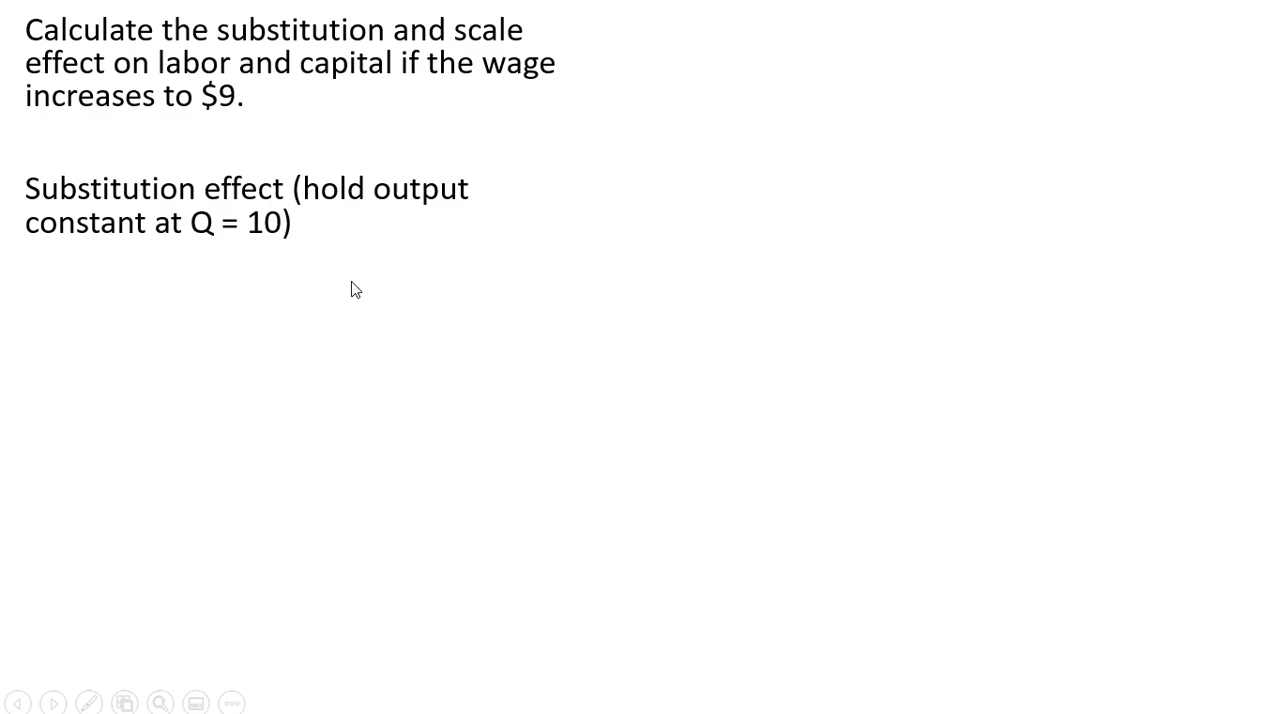 Calculate the substitution and scale
effect on labor and capital if the wage
increases to $9.
Substitution effect (hold output
constant at Q = 10)